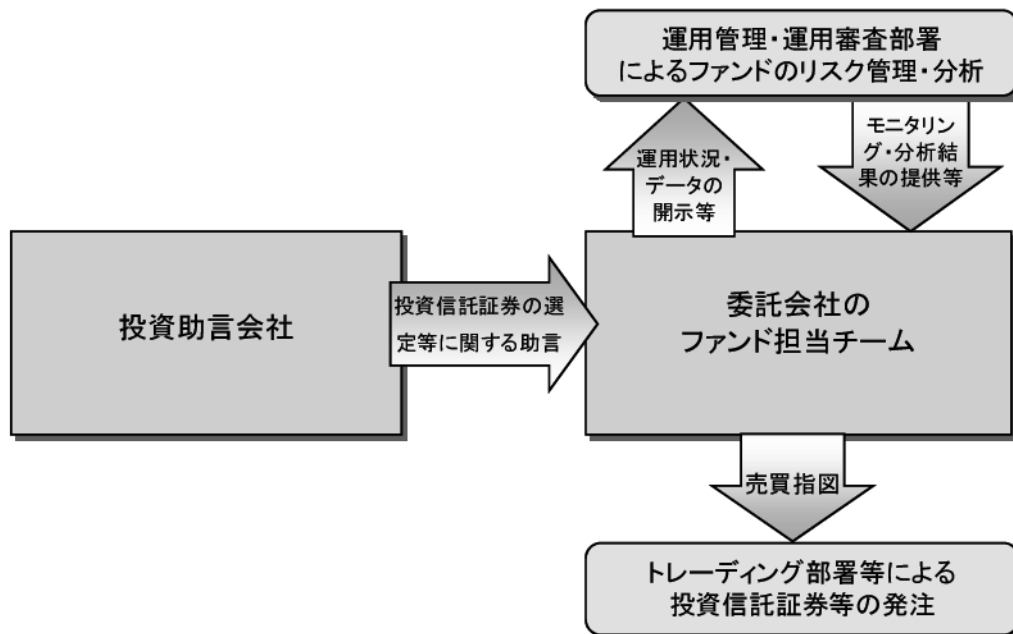 運用管理・運用審査部署
によるファンドのリスク管理・分析
運用状況・
データの
開示等
モニタリン
グ・分析結
果の提供等
投資助言会社
投資信託証券の選
定等に関する助言
委託会社の
ファンド担当チーム
売買指図
トレーディング部署等による
投資信託証券等の発注